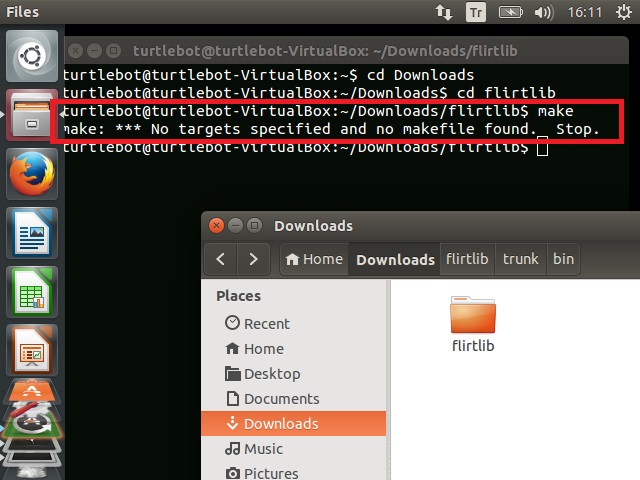 Files
Tr
16:11
turtlebot@turtlebot-VirtualBox: ~/Downloads/flirtlib
turtlebot@turtlebot-VirtualBox:~$ cd Downloads
turtlebot@turtlebot-VirtualBox:~/Downloads$ cd flirtlib
turtlebot@turtlebot-VirtualBox:~/Downloads/flirtlib$ make
make: *** No targets specified and no makefile found.  Stop.
turtlebot@turtlebot-VirtualBox:~/Downloads/flirtlib$
Downloads
Home Downloads flirtlib trunk bin
Places
Recent
Home
Desktop
Documents
Downloads
Music
Pictures
flirtlib